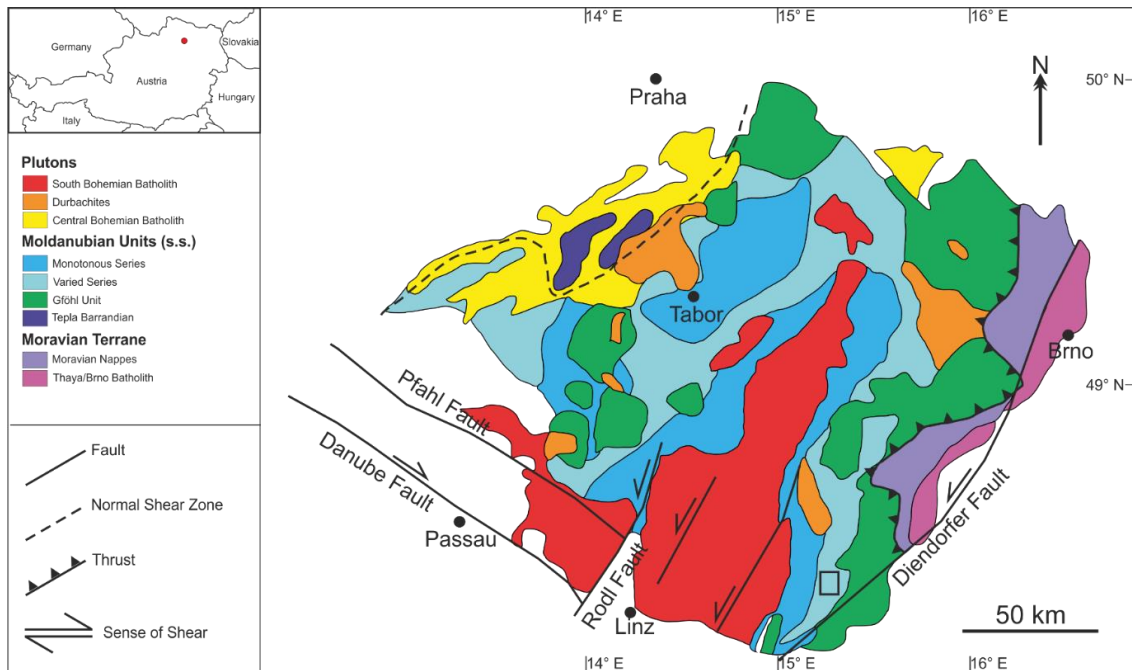 Germany
Slovakia
Austria
Hungary
Italy
Plutons
South Bohemian Batholith
Durbachites
Central Bohemian Batholith
Moldanubian Units (s.s.)
Monotonous Series
Varied Series
Gföhl Unit
Tepla Barrandian
Moravian Terrane
Moravian Nappes
Thaya/Brno Batholith
Fault
Normal Shear Zone
Thrust
Sense of Shear
14° E
15° E
16° E
N
50° N
Praha
Tabor
Brno
49° N
Pfahl Fault
Danube Fault
Passau
Rodl Fault
Linz
Diendorfer Fault
50 km
14° E
15° E
16° E